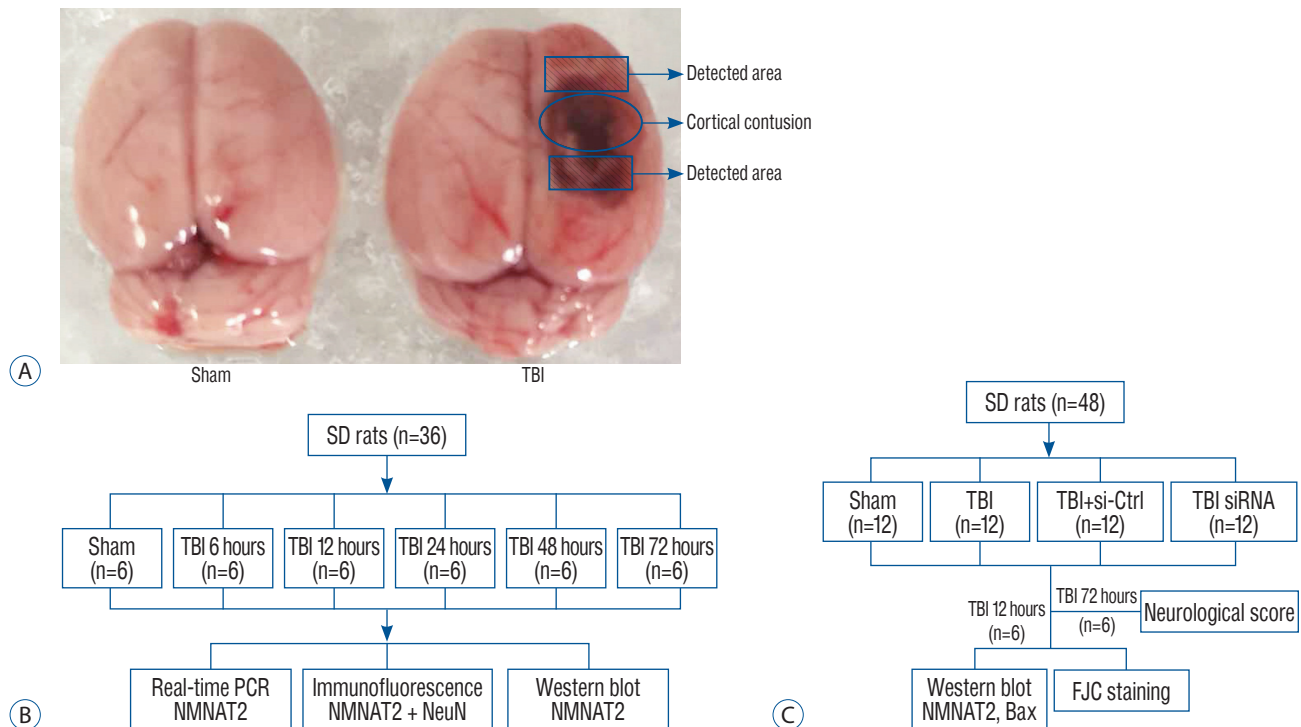 Detected area
Cortical contusion
Detected area
Sham
TBI
A
SD rats (n=36)
Sham
(n=6)
TBI 6 hours
(n=6)
TBI 12 hours
(n=6)
TBI 24 hours
(n=6)
TBI 48 hours
(n=6)
TBI 72 hours
(n=6)
Real-time PCR
NMNAT2
Immunofluorescence
NMNAT2 + NeuN
Western blot
NMNAT2
B
SD rats (n=48)
Sham
(n=12)
TBI
(n=12)
TBI+si-Ctrl
(n=12)
TBI siRNA
(n=12)
TBI 12 hours
(n=6)
TBI 72 hours
(n=6)
Neurological score
Western blot
NMNAT2, Bax
FJC staining
C